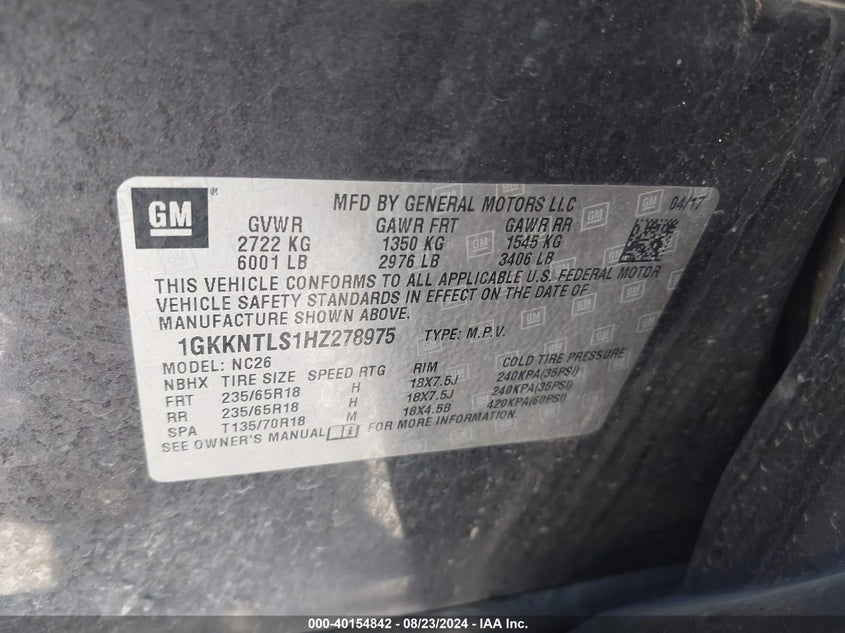 GM ® MFD BY GENERAL MOTORS LLC 04/17
GVWR GAWR FRT GAWR RR
2722 KG 1350 KG 1545 KG
6001 LB 2976 LB 3406 LB
THIS VEHICLE CONFORMS TO ALL APPLICABLE U.S. FEDERAL MOTOR
VEHICLE SAFETY STANDARDS IN EFFECT ON THE DATE OF
MANUFACTURE SHOWN ABOVE.
1GKKNTLS1HZ278975 TYPE: M.P.V.
MODEL: NC26
NBHX TIRE SIZE SPEED RTG RIM COLD TIRE PRESSURE
FRT 235/65R18 H 18X7.5J 240KPA(35PSI)
RR 235/65R18 H 18X7.5J 240KPA(35PSI)
SPA T135/70R18 M 18X4.5B 420KPA(60PSI)
SEE OWNER'S MANUAL FOR MORE INFORMATION.
000-40154842 - 08/23/2024 - IAA Inc.